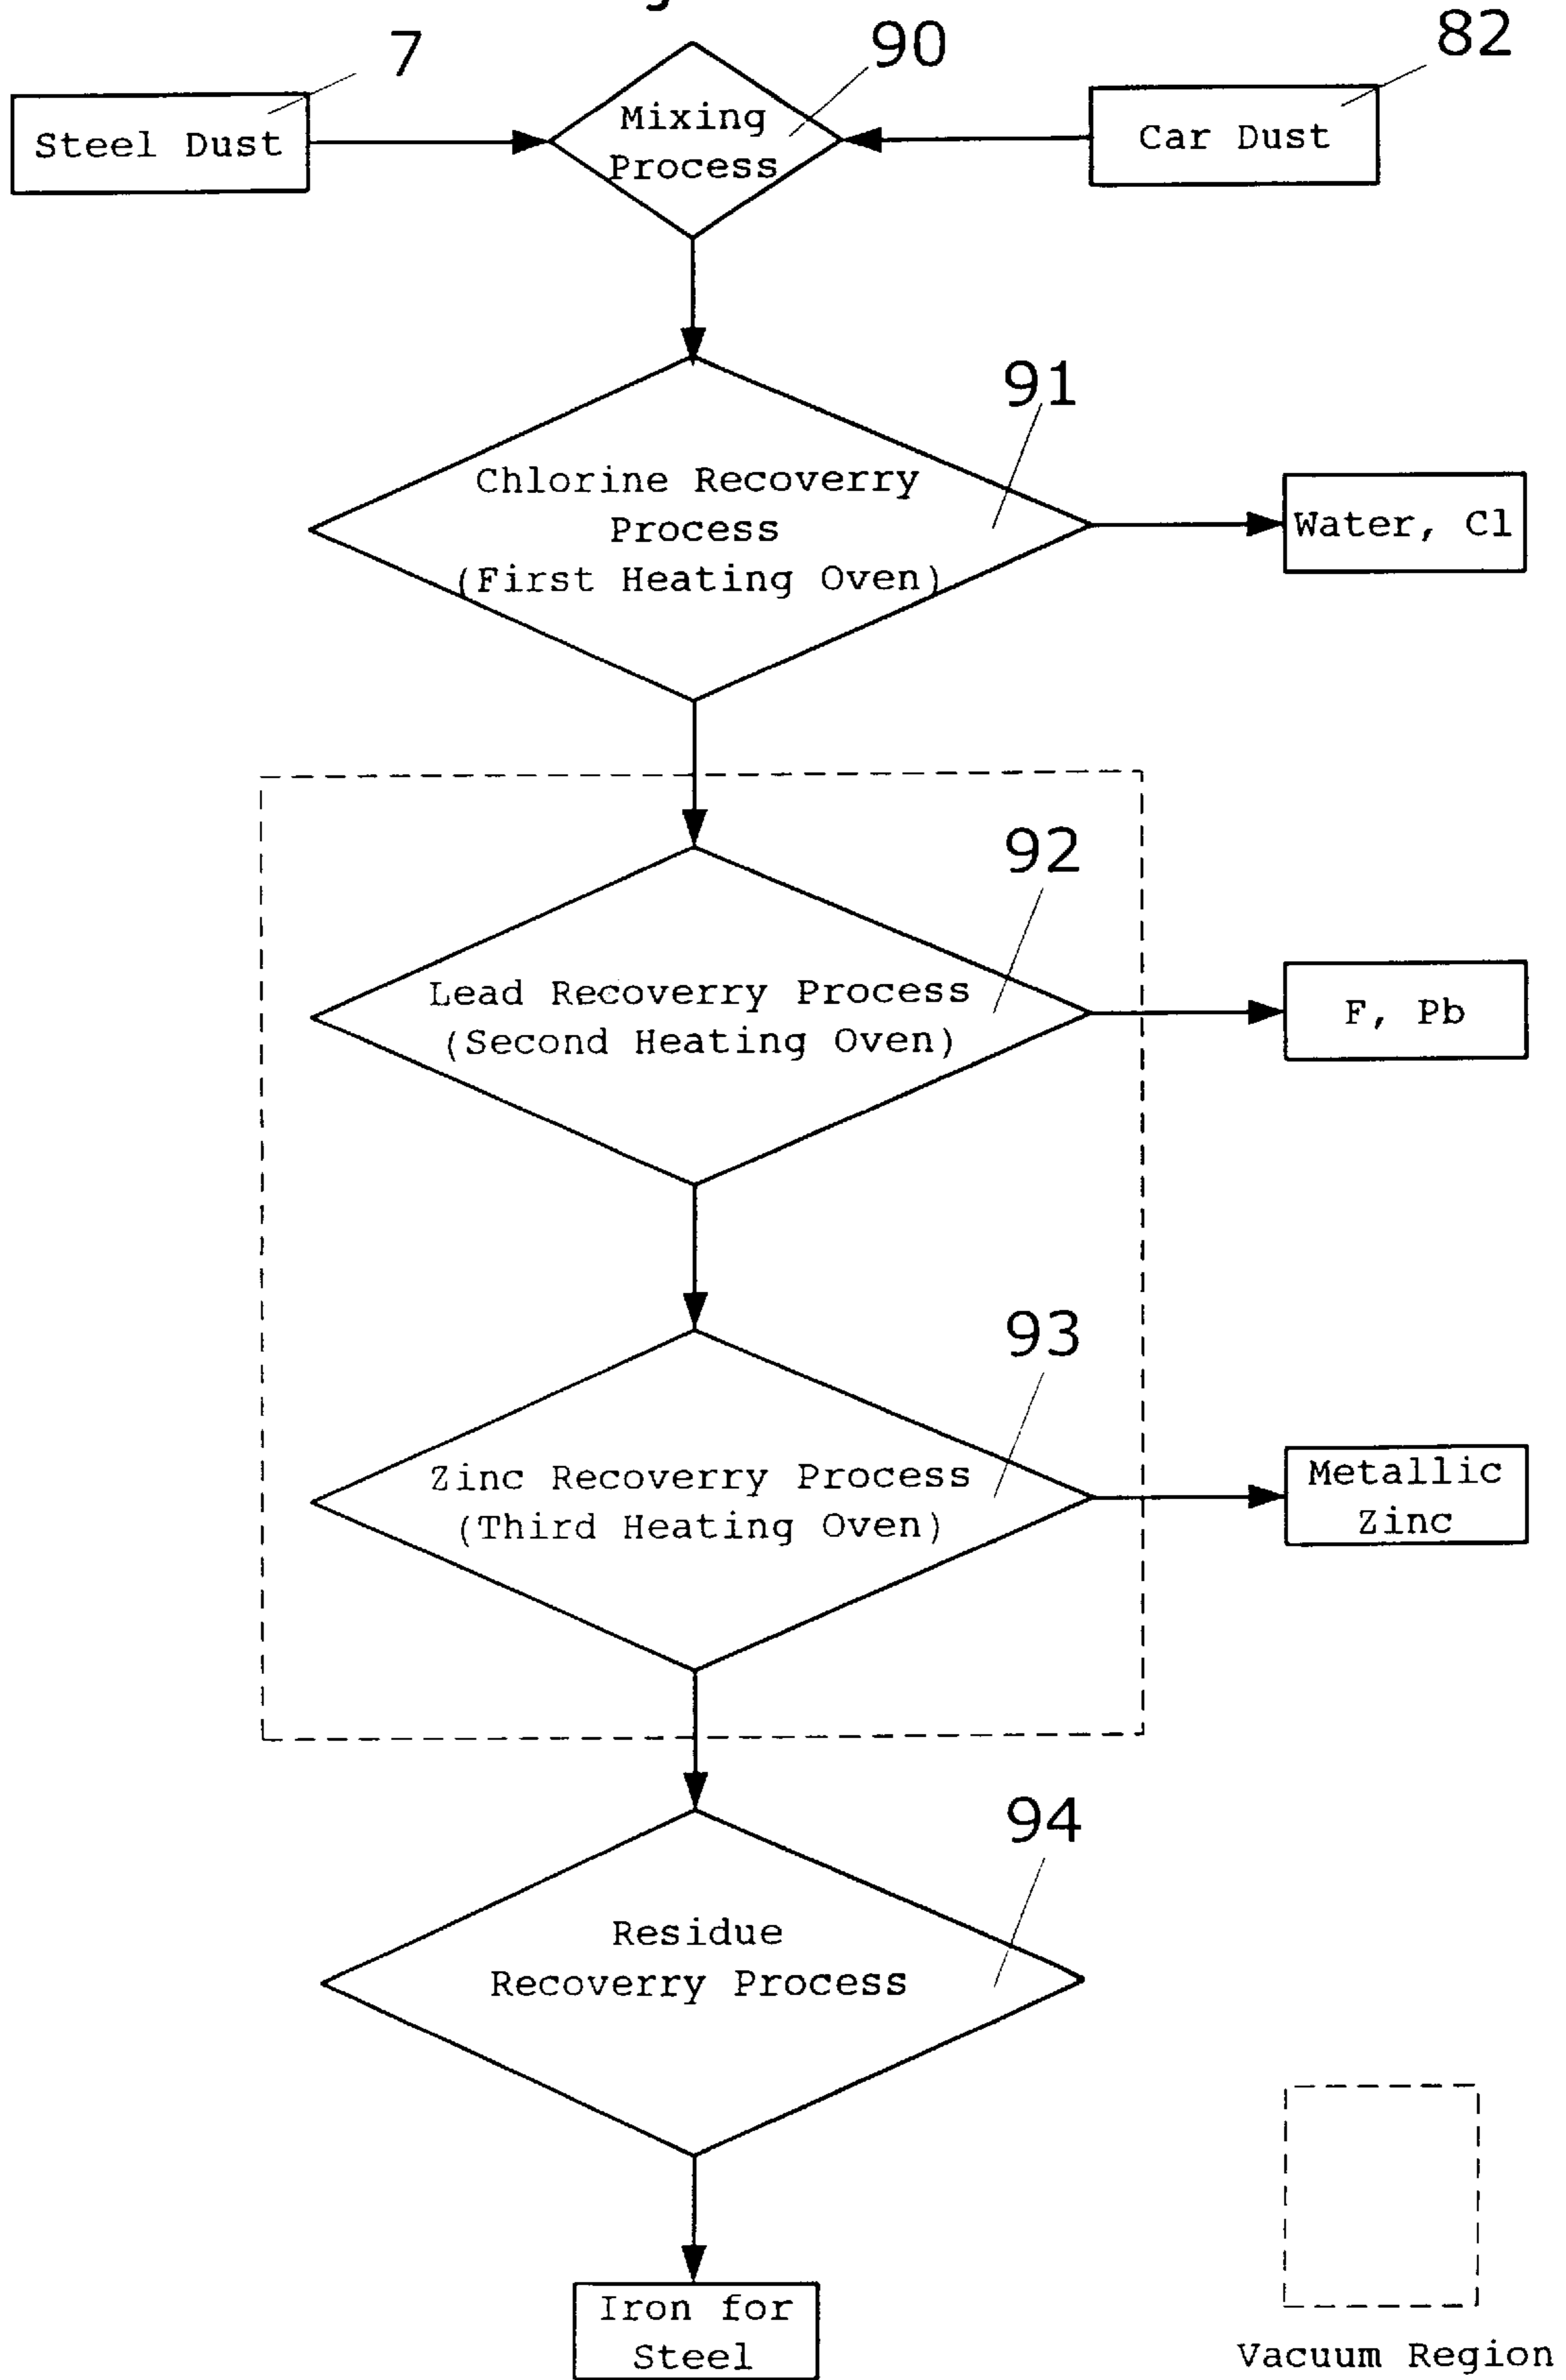 7
90
82
Steel Dust
Mixing
Process
Car Dust
91
Chlorine Recoverry
Process
(First Heating Oven)
Water, Cl
92
Lead Recoverry Process
(Second Heating Oven)
F, Pb
93
Zinc Recoverry Process
(Third Heating Oven)
Metallic
Zinc
94
Residue
Recoverry Process
Iron for
Steel
Vacuum Region